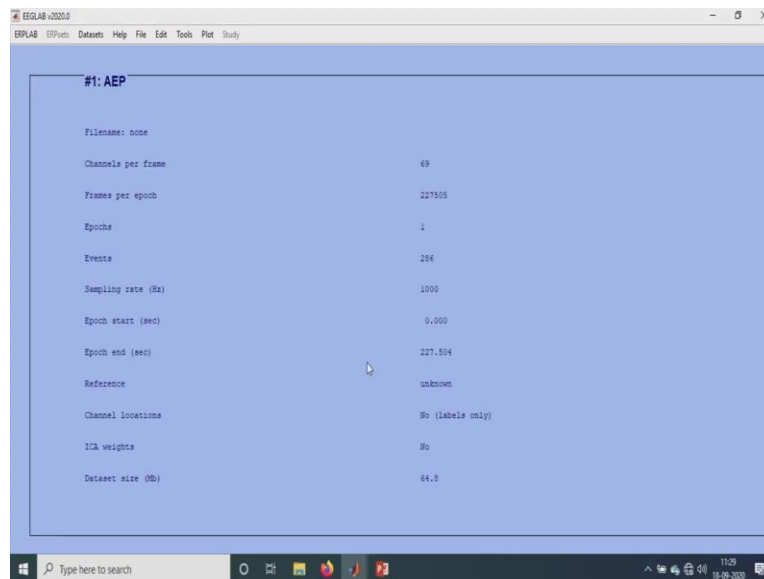 EEGLAB v2020.0
ERPLAB ERPsets Datasets Help File Edit Tools Plot Study
#1: AEP
Filename: none
Channels per frame 69
Frames per epoch 227505
Epochs 1
Events 286
Sampling rate (Hz) 1000
Epoch start (sec) 0.000
Epoch end (sec) 227.504
Reference unknown
Channel locations No (labels only)
ICA weights No
Dataset size (Mb) 64.8
Type here to search
11:29
18-09-2020